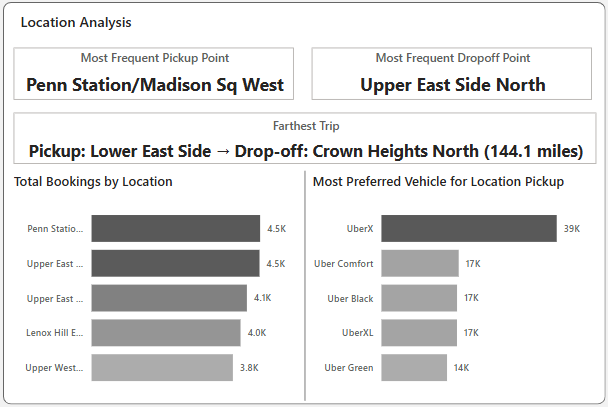 Location Analysis
Most Frequent Pickup Point
Penn Station/Madison Sq West
Most Frequent Dropoff Point
Upper East Side North
Farthest Trip
Pickup: Lower East Side → Drop-off: Crown Heights North (144.1 miles)
Total Bookings by Location
Penn Statio... 4.5K
Upper East ... 4.5K
Upper East ... 4.1K
Lenox Hill E... 4.0K
Upper West... 3.8K
Most Preferred Vehicle for Location Pickup
UberX 39K
Uber Comfort 17K
Uber Black 17K
UberXL 17K
Uber Green 14K